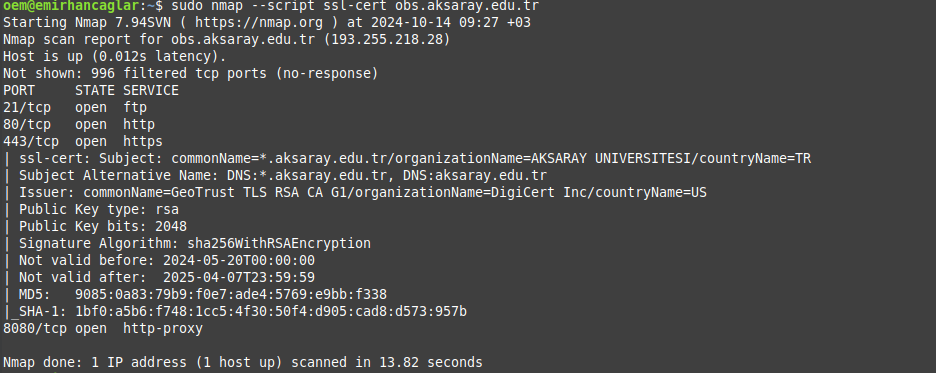 oem@emirhancaglar:~$ sudo nmap --script ssl-cert obs.aksaray.edu.tr
Starting Nmap 7.94SVN ( https://nmap.org ) at 2024-10-14 09:27 +03
Nmap scan report for obs.aksaray.edu.tr (193.255.218.28)
Host is up (0.012s latency).
Not shown: 996 filtered tcp ports (no-response)
PORT     STATE SERVICE
21/tcp   open  ftp
80/tcp   open  http
443/tcp  open  https
| ssl-cert: Subject: commonName=*.aksaray.edu.tr/organizationName=AKSARAY UNIVERSITESI/countryName=TR
| Subject Alternative Name: DNS:*.aksaray.edu.tr, DNS:aksaray.edu.tr
| Issuer: commonName=GeoTrust TLS RSA CA G1/organizationName=DigiCert Inc/countryName=US
| Public Key type: rsa
| Public Key bits: 2048
| Signature Algorithm: sha256WithRSAEncryption
| Not valid before: 2024-05-20T00:00:00
| Not valid after:  2025-04-07T23:59:59
| MD5:   9085:0a83:79b9:f0e7:ade4:5769:e9bb:f338
|_SHA-1: 1bf0:a5b6:f748:1cc5:4f30:50f4:d905:cad8:d573:957b
8080/tcp open  http-proxy
Nmap done: 1 IP address (1 host up) scanned in 13.82 seconds